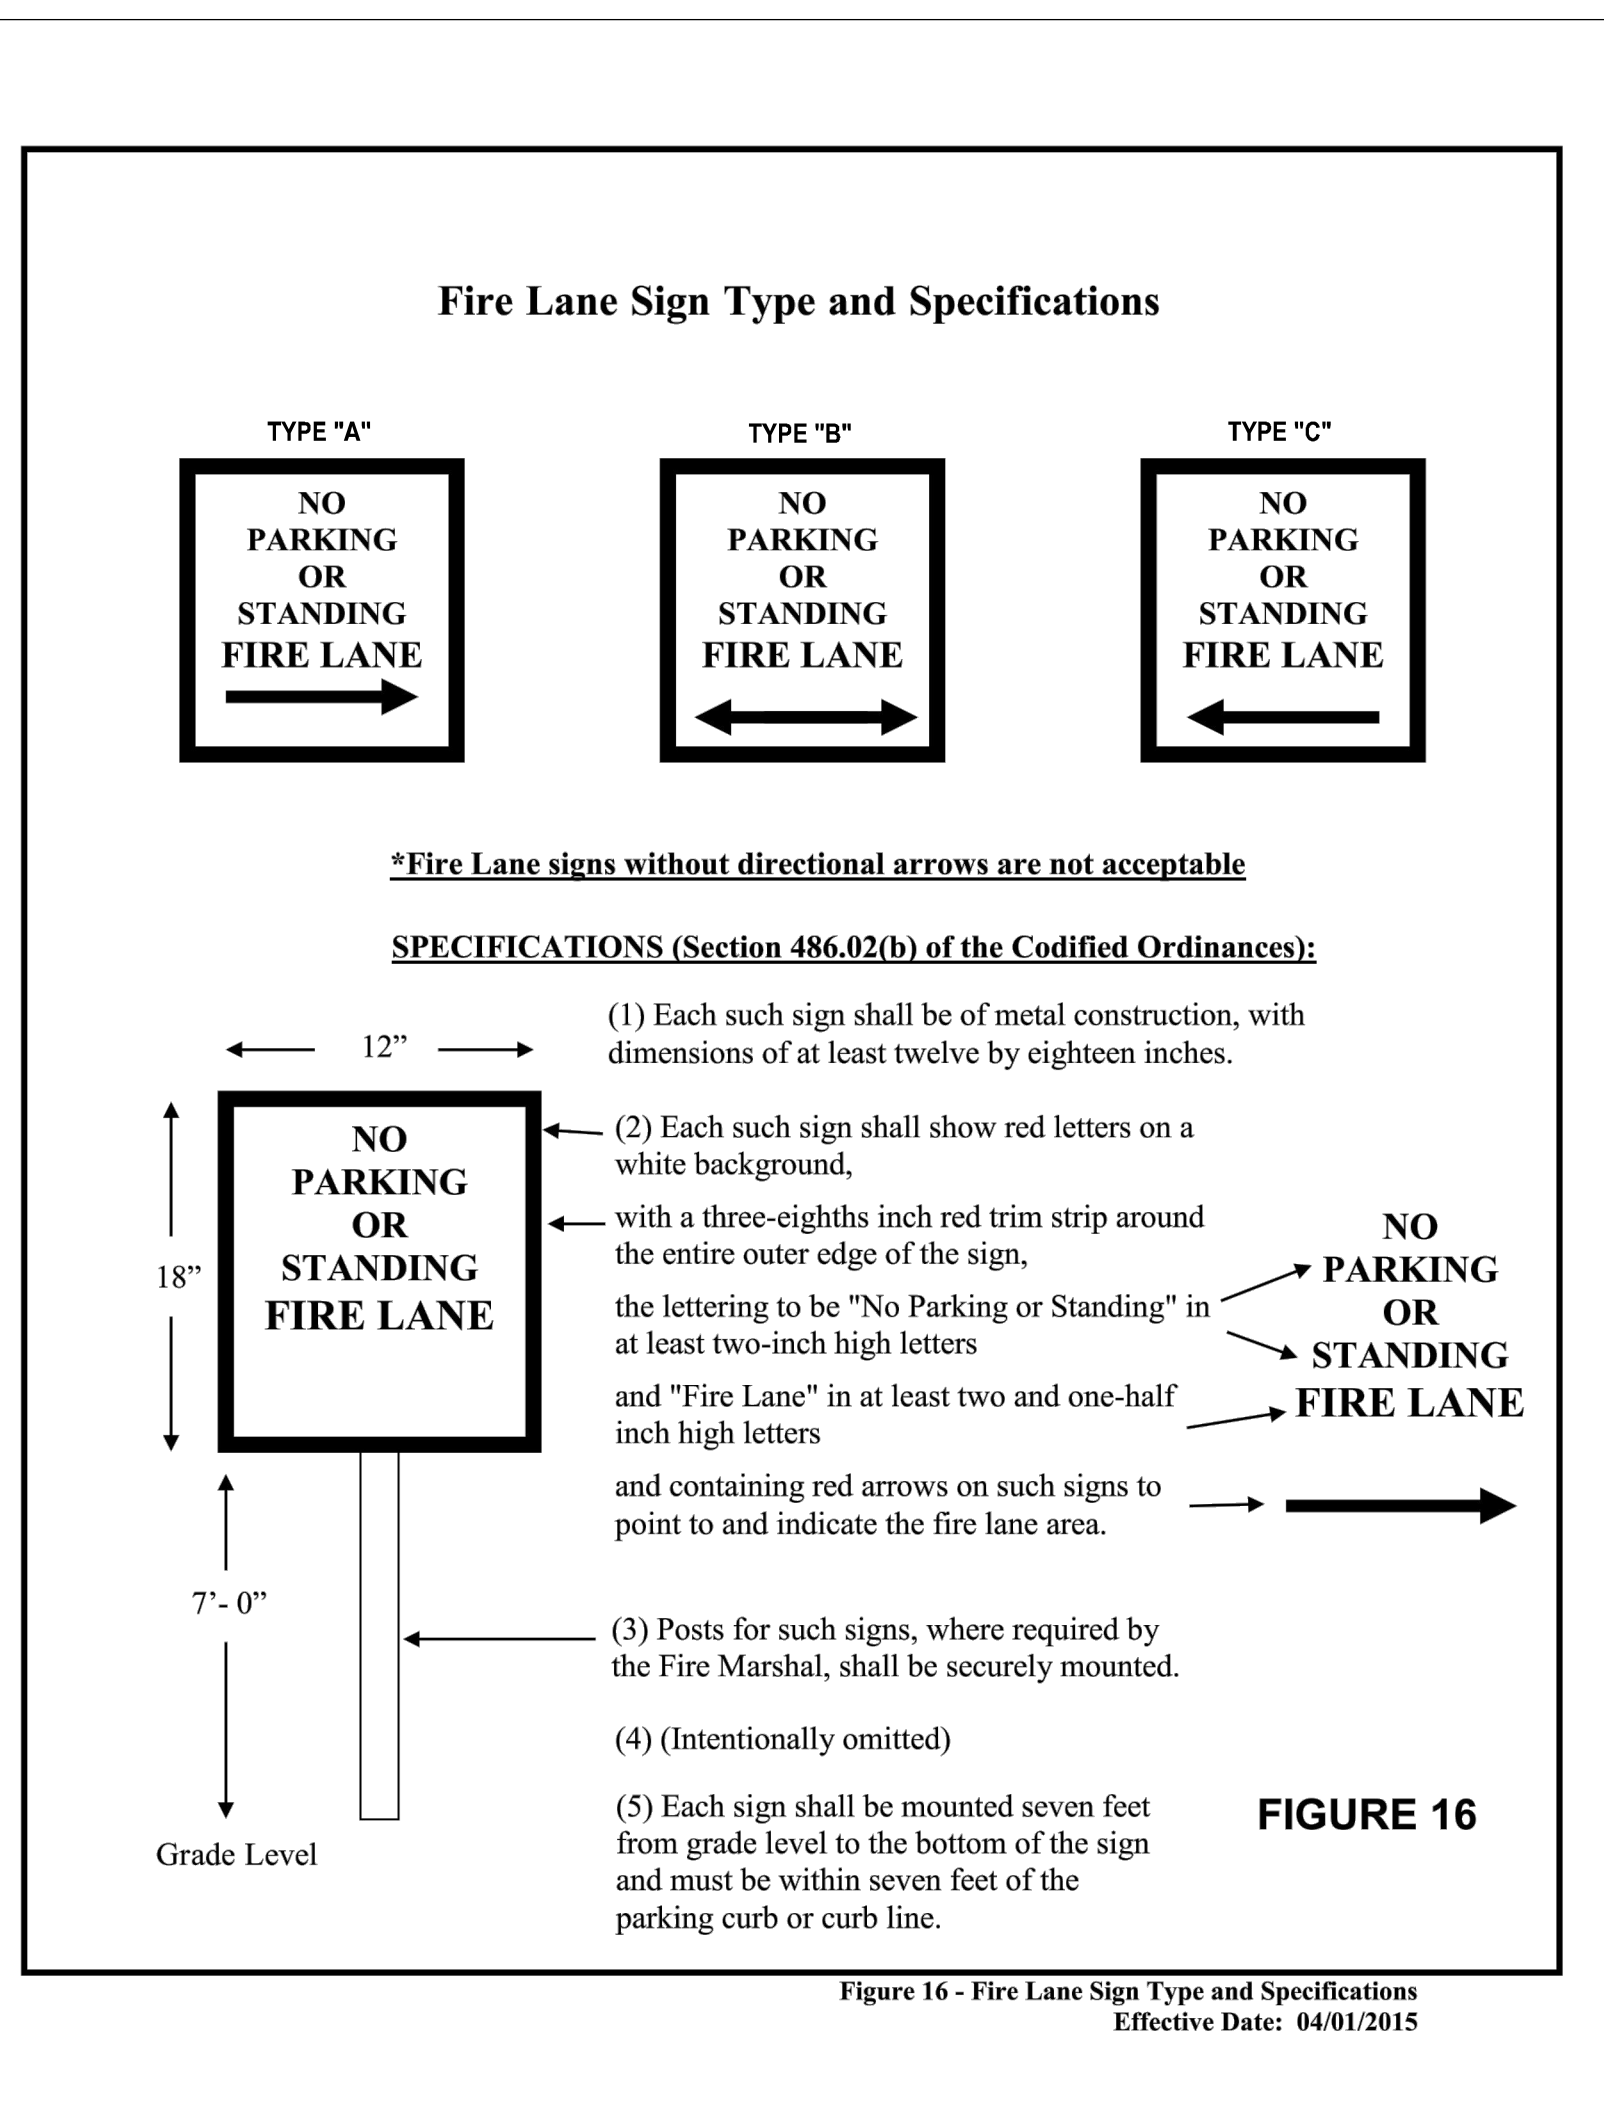 Fire Lane Sign Type and Specifications
TYPE "A"
NO
PARKING
OR
STANDING
FIRE LANE
TYPE "B"
NO
PARKING
OR
STANDING
FIRE LANE
TYPE "C"
NO
PARKING
OR
STANDING
FIRE LANE
*Fire Lane signs without directional arrows are not acceptable
SPECIFICATIONS (Section 486.02(b) of the Codified Ordinances):
12”
18”
NO
PARKING
OR
STANDING
FIRE LANE
7’- 0”
Grade Level
(1) Each such sign shall be of metal construction, with
dimensions of at least twelve by eighteen inches.
(2) Each such sign shall show red letters on a
white background,
with a three-eighths inch red trim strip around
the entire outer edge of the sign,
the lettering to be "No Parking or Standing" in
at least two-inch high letters
and "Fire Lane" in at least two and one-half
inch high letters
and containing red arrows on such signs to
point to and indicate the fire lane area.
NO
PARKING
OR
STANDING
FIRE LANE
(3) Posts for such signs, where required by
the Fire Marshal, shall be securely mounted.
(4) (Intentionally omitted)
(5) Each sign shall be mounted seven feet
from grade level to the bottom of the sign
and must be within seven feet of the
parking curb or curb line.
FIGURE 16
Figure 16 - Fire Lane Sign Type and Specifications
Effective Date: 04/01/2015